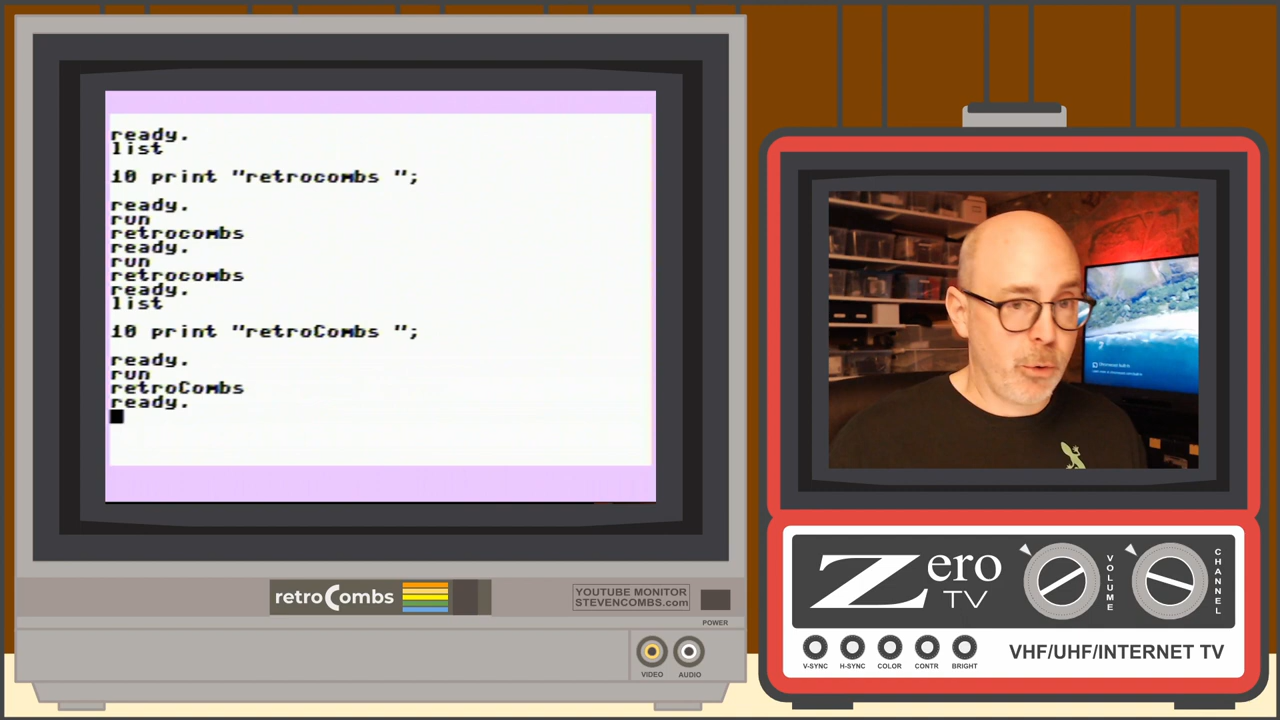 ready.
list
10 print "retrocombs ";
ready.
run
retrocombs
ready.
run
retrocombs
ready.
list
10 print "retroCombs ";
ready.
run
retroCombs
ready.
retroCombs
YOUTUBE MONITOR
STEVENCOMBS.com
POWER
VIDEO AUDIO
Zero
TV
VOLUME
CHANNEL
V-SYNC H-SYNC COLOR CONTR BRIGHT
VHF/UHF/INTERNET TV